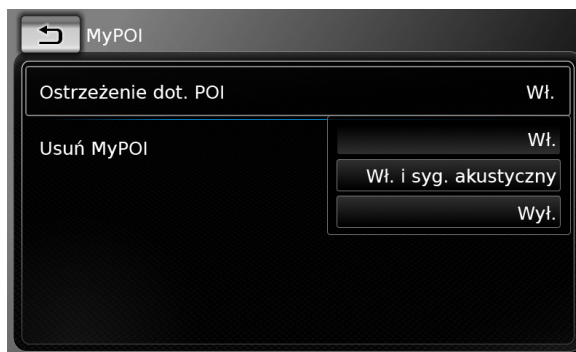 MyPOI
Ostrzeżenie dot. POI Wł.
Usuń MyPOI
Wł.
Wł. i syg. akustyczny
Wył.